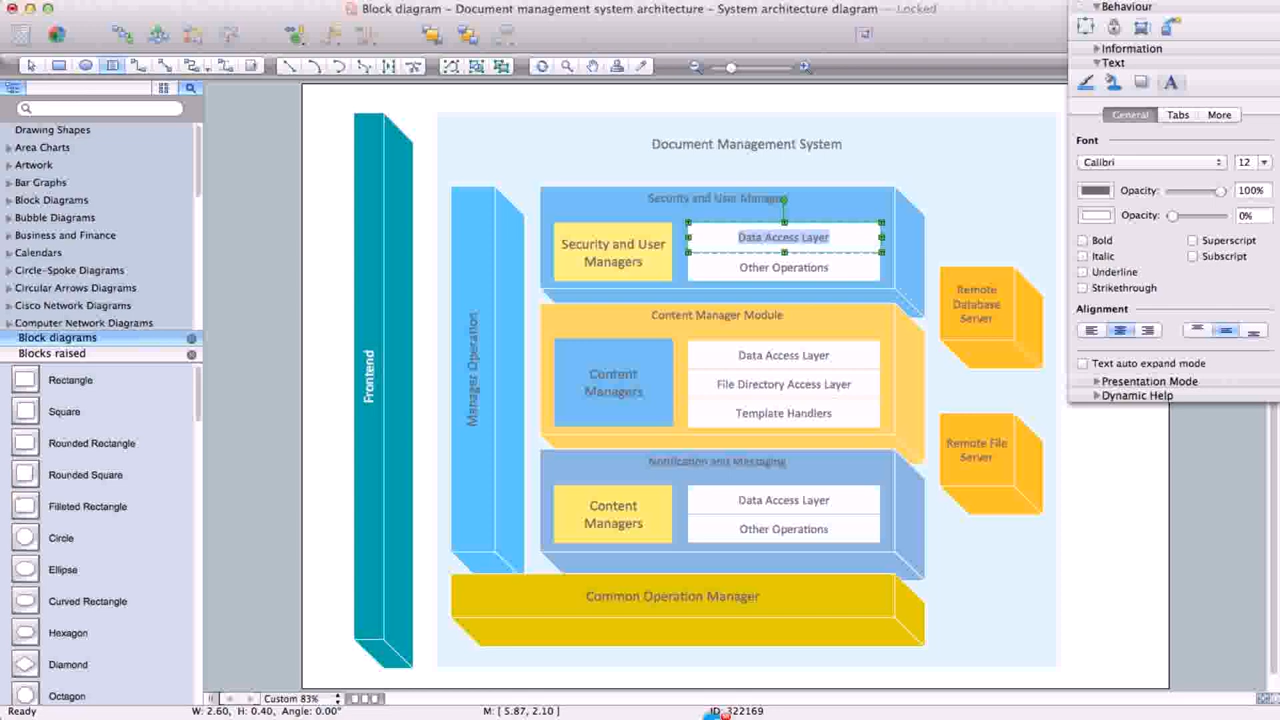 Block diagram – Document management system architecture – System architecture diagram — Locked
Drawing Shapes
Area Charts
Artwork
Bar Graphs
Block Diagrams
Bubble Diagrams
Business and Finance
Calendars
Circle-Spoke Diagrams
Circular Arrows Diagrams
Cisco Network Diagrams
Computer Network Diagrams
Block diagrams
Blocks raised
Rectangle
Square
Rounded Rectangle
Rounded Square
Filleted Rectangle
Circle
Ellipse
Curved Rectangle
Hexagon
Diamond
Octagon
Frontend
Document Management System
Manager Operation
Security and User Manager
Security and User
Managers
Data Access Layer
Other Operations
Content Manager Module
Content
Managers
Data Access Layer
File Directory Access Layer
Template Handlers
Notification and Messaging
Content
Managers
Data Access Layer
Other Operations
Common Operation Manager
Remote
Database
Server
Remote File
Server
Behaviour
Information
Text
General
Tabs
More
Font
Calibri
12
Opacity:
100%
Opacity:
0%
Bold
Superscript
Italic
Subscript
Underline
Strikethrough
Alignment
Text auto expand mode
Presentation Mode
Dynamic Help
Custom 83%
Ready
W: 2.60, H: 0.40, Angle: 0.00°
M: [ 5.87, 2.10 ]
ID: 322169